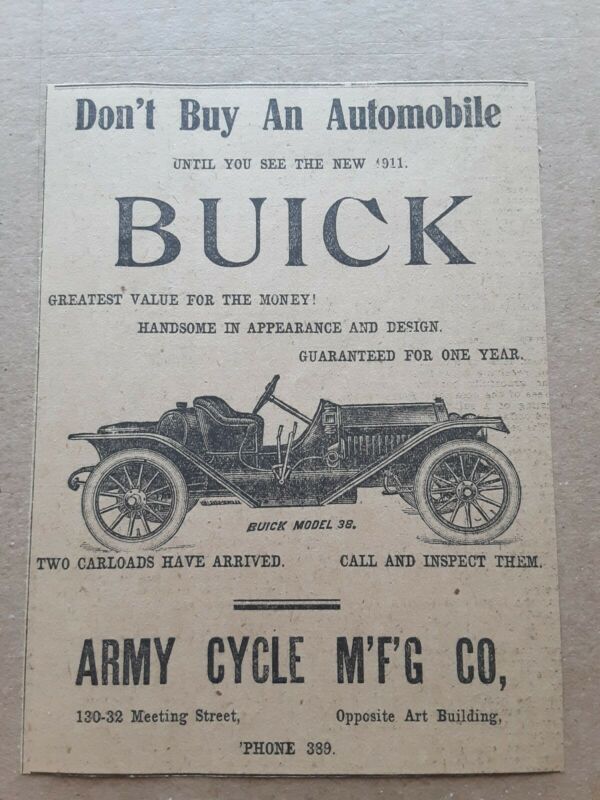 Don't Buy An Automobile
UNTIL YOU SEE THE NEW 1911.
BUICK
GREATEST VALUE FOR THE MONEY!
HANDSOME IN APPEARANCE AND DESIGN.
GUARANTEED FOR ONE YEAR.
BUICK MODEL 38.
TWO CARLOADS HAVE ARRIVED. CALL AND INSPECT THEM.
ARMY CYCLE M'F'G CO,
130-32 Meeting Street, Opposite Art Building,
'PHONE 389.